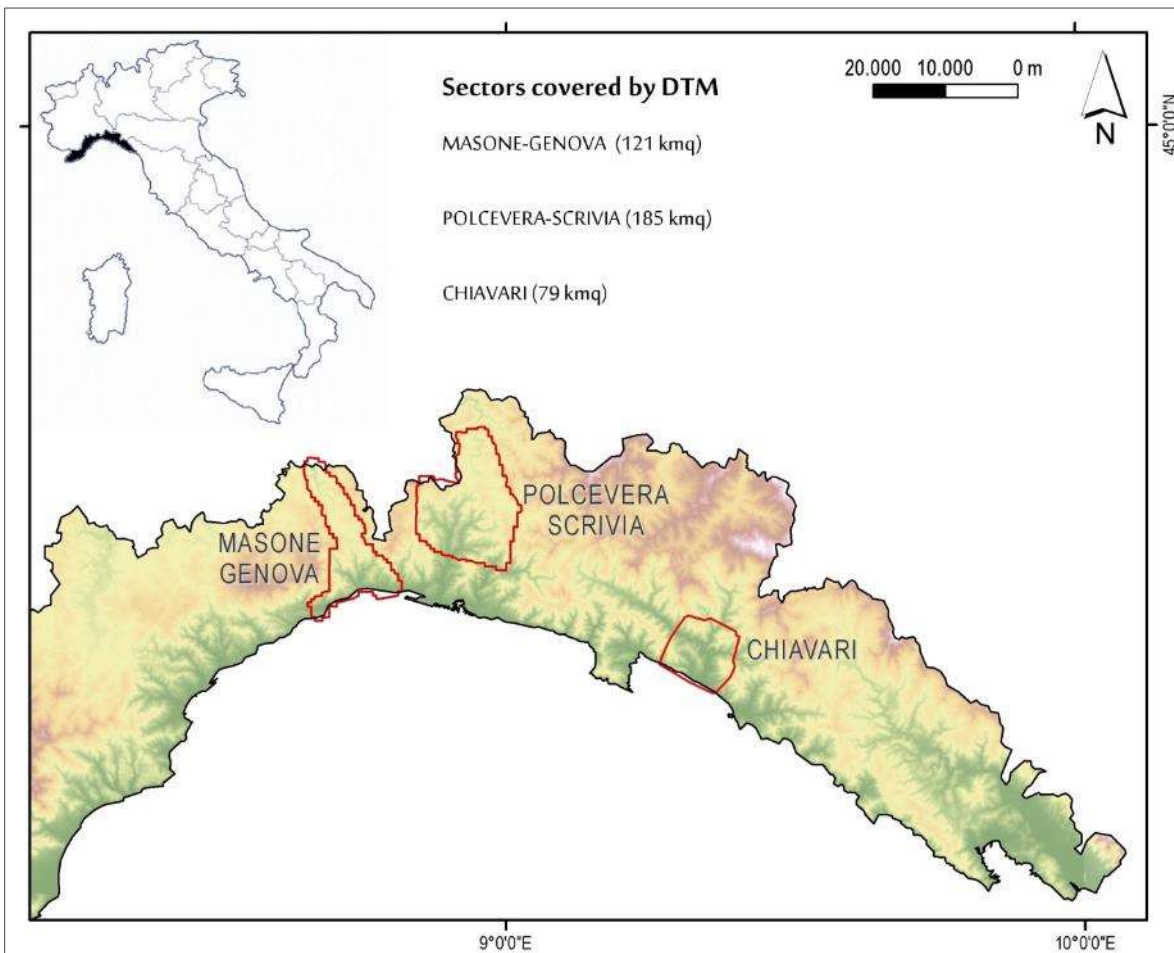 Sectors covered by DTM
MASONE-GENOVA (121 kmq)
POLCEVERA-SCRIVIA (185 kmq)
CHIAVARI (79 kmq)
20.000 10.000 0 m
N
45°0'0"N
POLCEVERA
SCRIVIA
MASONE
GENOVA
CHIAVARI
9°0'0"E
10°0'0"E